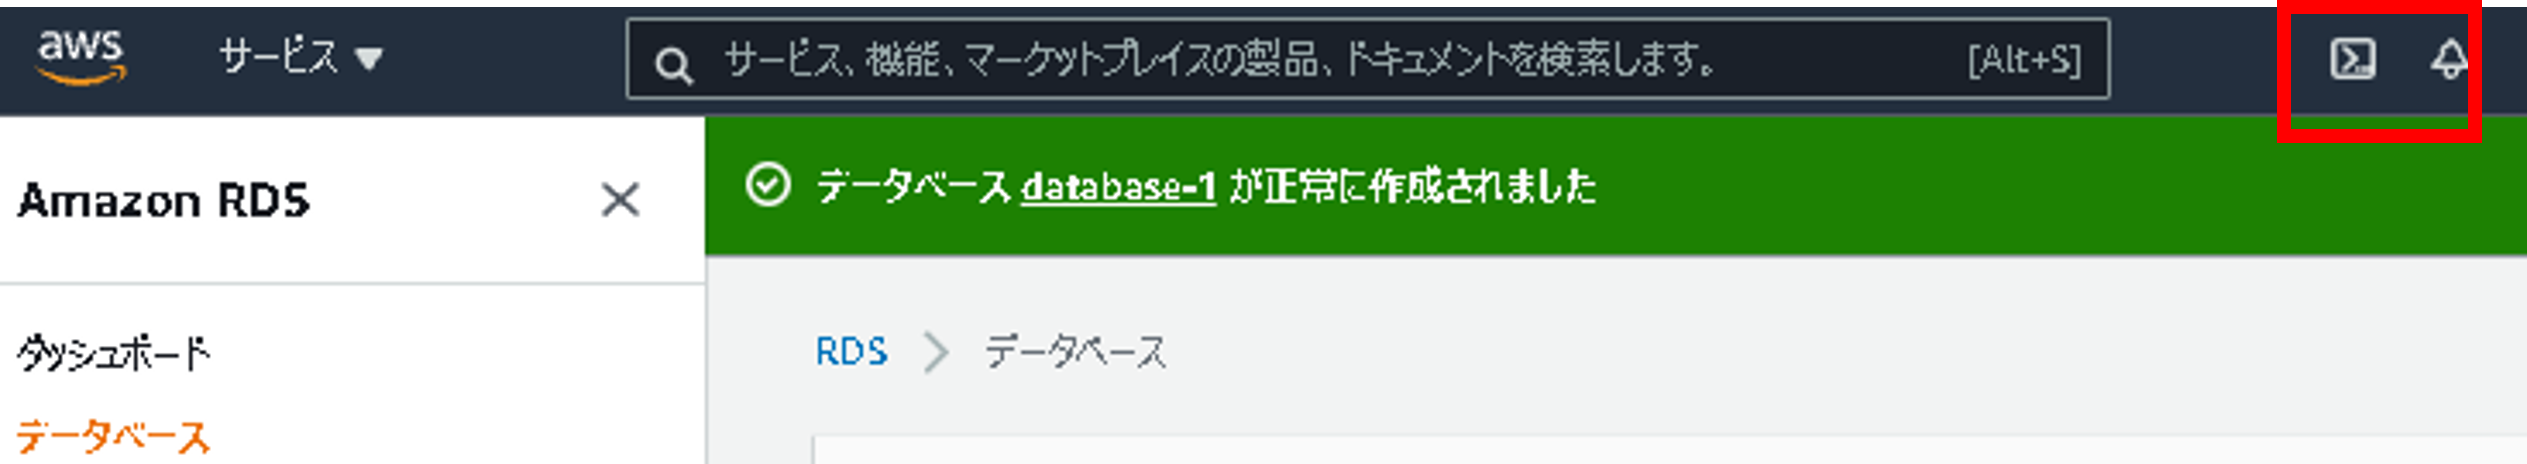 aws サービス ▼ サービス、機能、マーケットプレイスの製品、ドキュメントを検索します。 [Alt+S]
Amazon RDS
データベース database-1 が正常に作成されました
RDS > データベース
ダッシュボード
データベース